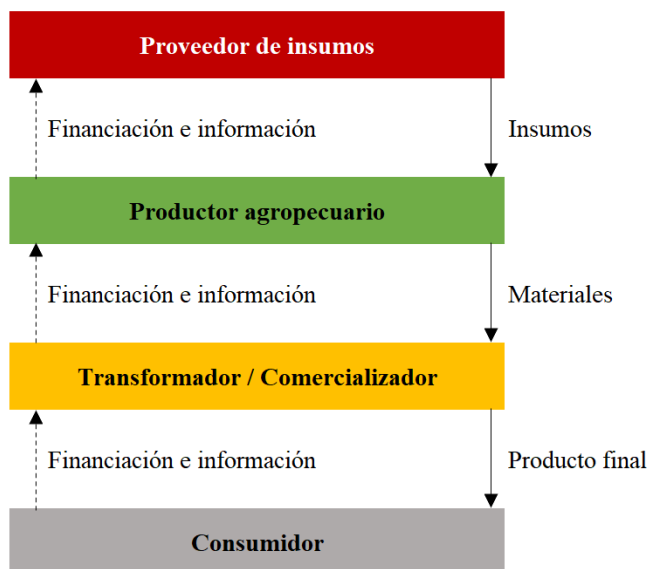 Proveedor de insumos
Financiación e información
Insumos
Productor agropecuario
Financiación e información
Materiales
Transformador / Comercializador
Financiación e información
Producto final
Consumidor